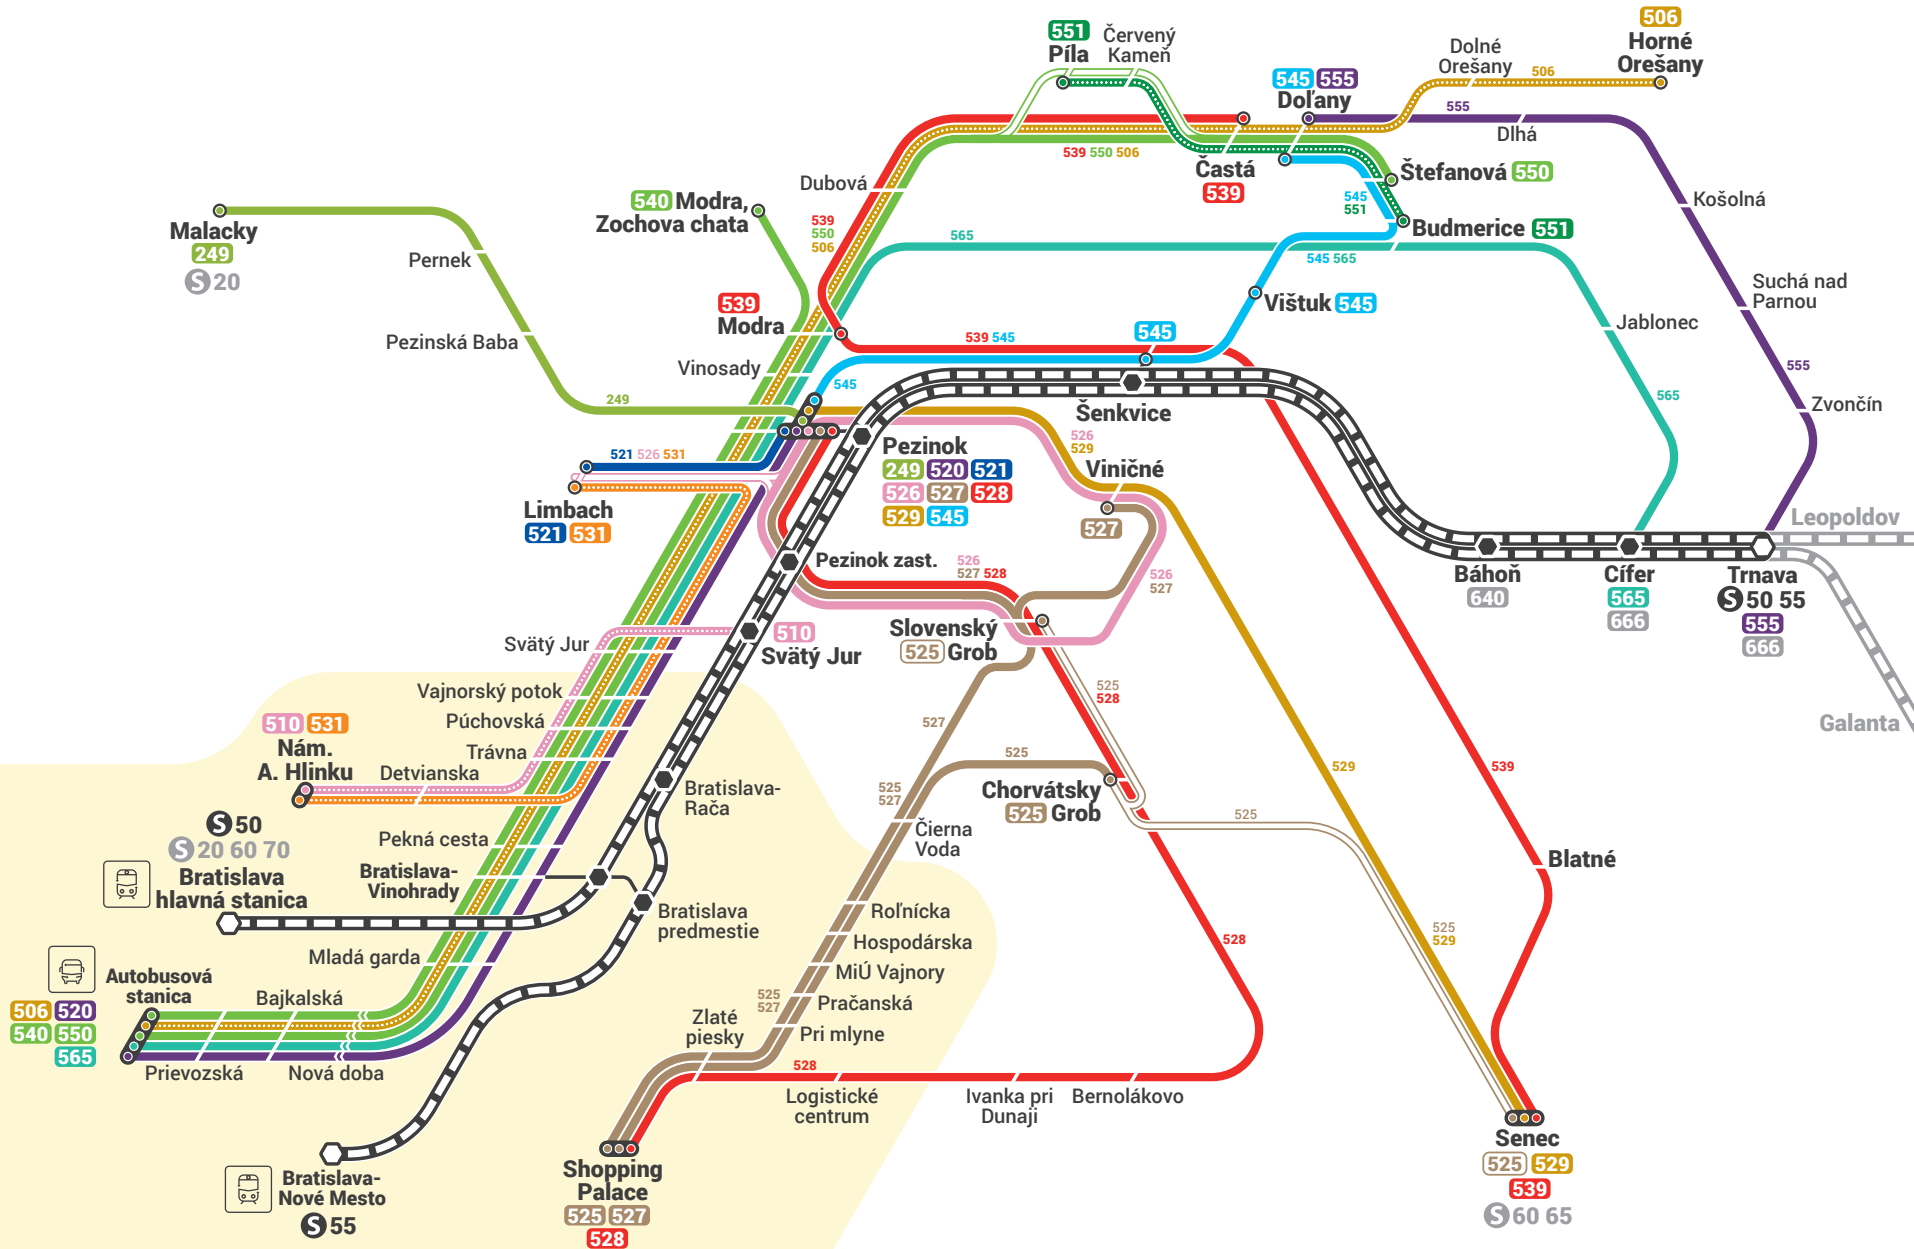 551
Píla
Červený
Kameň
506
Horné
Orešany
Dolné
Orešany
506
545 555
Doľany
555
Dlhá
539 550 506
Častá
539
Štefanová 550
545
551
Budmerice 551
Dubová
539
550
506
540 Modra,
Zochova chata
Malacky
249
S 20
Pernek
Pezinská Baba
249
565
545 565
Košolná
Suchá nad
Parnou
Jablonec
555
Zvončín
565
539
Modra
Vinosady
545
539 545
545
Vištuk 545
Šenkvice
521 526 531
Limbach
521 531
Pezinok
249 520 521
526 527 528
529 545
526
529
Viničné
527
526
527
Pezinok zast.
526
527 528
Slovenský
525 Grob
Leopoldov
Báhoň
640
Cífer
565
666
Trnava
S 50 55
555
666
Galanta
Svätý Jur
510
Svätý Jur
Vajnorský potok
Púchovská
Trávna
510 531
Nám.
A. Hlinku
Detvianska
525
528
527
525
Chorvátsky
525 Grob
525
527
Čierna
Voda
525
529
539
Blatné
Bratislava-
Rača
S 50
S 20 60 70
Bratislava
hlavná stanica
Pekná cesta
Bratislava-
Vinohrady
Bratislava
predmestie
Roľnícka
Hospodárska
MiÚ Vajnory
Pračanská
Pri mlyne
525
527
528
525
529
Mladá garda
Autobusová
stanica
506 520
540 550
565
Bajkalská
Prievozská
Nová doba
Zlaté
piesky
528
Logistické
centrum
Ivanka pri
Dunaji
Bernolákovo
Bratislava-
Nové Mesto
S 55
Shopping
Palace
525 527
528
Senec
525 529
539
S 60 65